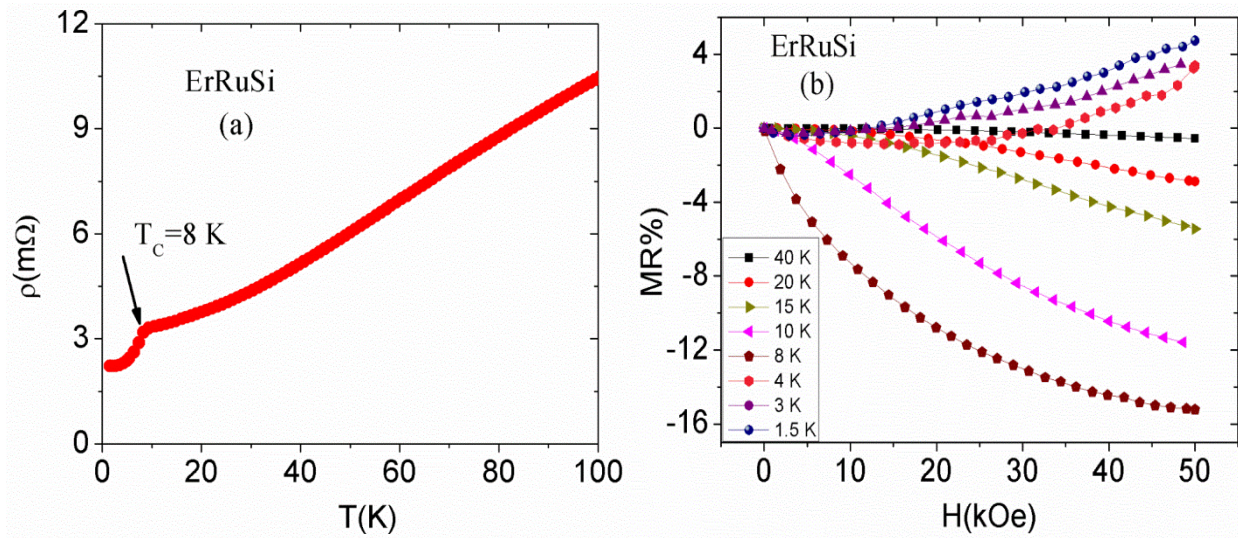 12
9
6
3
0
ρ(mΩ)
ErRuSi
(a)
T_C=8 K
0 20 40 60 80 100
T(K)
4
0
-4
-8
-12
-16
MR%
ErRuSi
(b)
40 K
20 K
15 K
10 K
8 K
4 K
3 K
1.5 K
0 10 20 30 40 50
H(kOe)